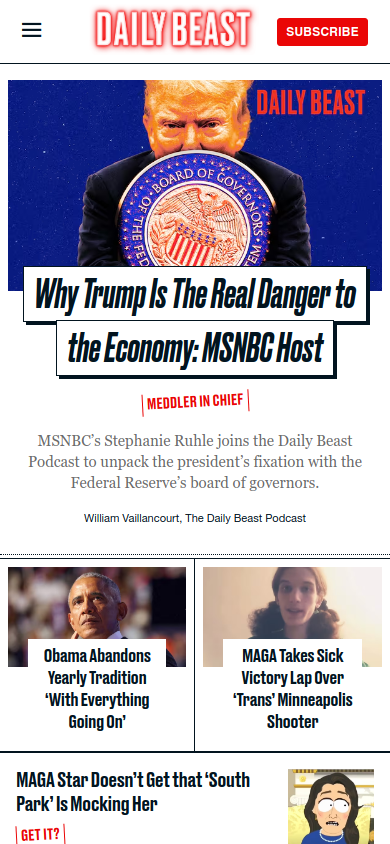 DAILY BEAST
SUBSCRIBE
DAILY BEAST
BOARD OF GOVERNORS
OF THE FED
EM
Why Trump Is The Real Danger to
the Economy: MSNBC Host
MEDDLER IN CHIEF
MSNBC’s Stephanie Ruhle joins the Daily Beast
Podcast to unpack the president’s fixation with the
Federal Reserve’s board of governors.
William Vaillancourt, The Daily Beast Podcast
Obama Abandons
Yearly Tradition
‘With Everything
Going On’
MAGA Takes Sick
Victory Lap Over
‘Trans’ Minneapolis
Shooter
MAGA Star Doesn’t Get that ‘South
Park’ Is Mocking Her
GET IT?